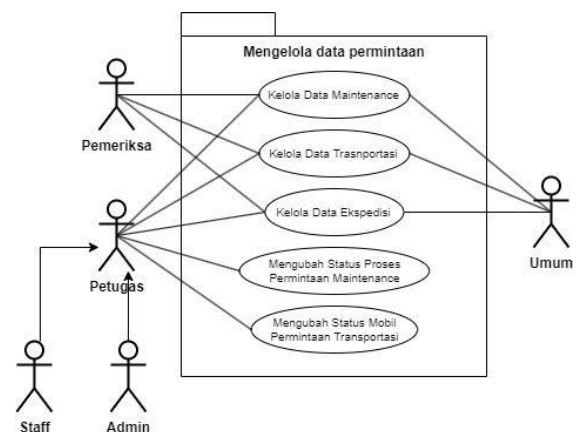 Mengelola data permintaan
Kelola Data Maintenance
Pemeriksa
Kelola Data Trasnportasi
Kelola Data Ekspedisi
Umum
Petugas
Mengubah Status Proses
Permintaan Maintenance
Mengubah Status Mobil
Permintaan Transportasi
Staff
Admin